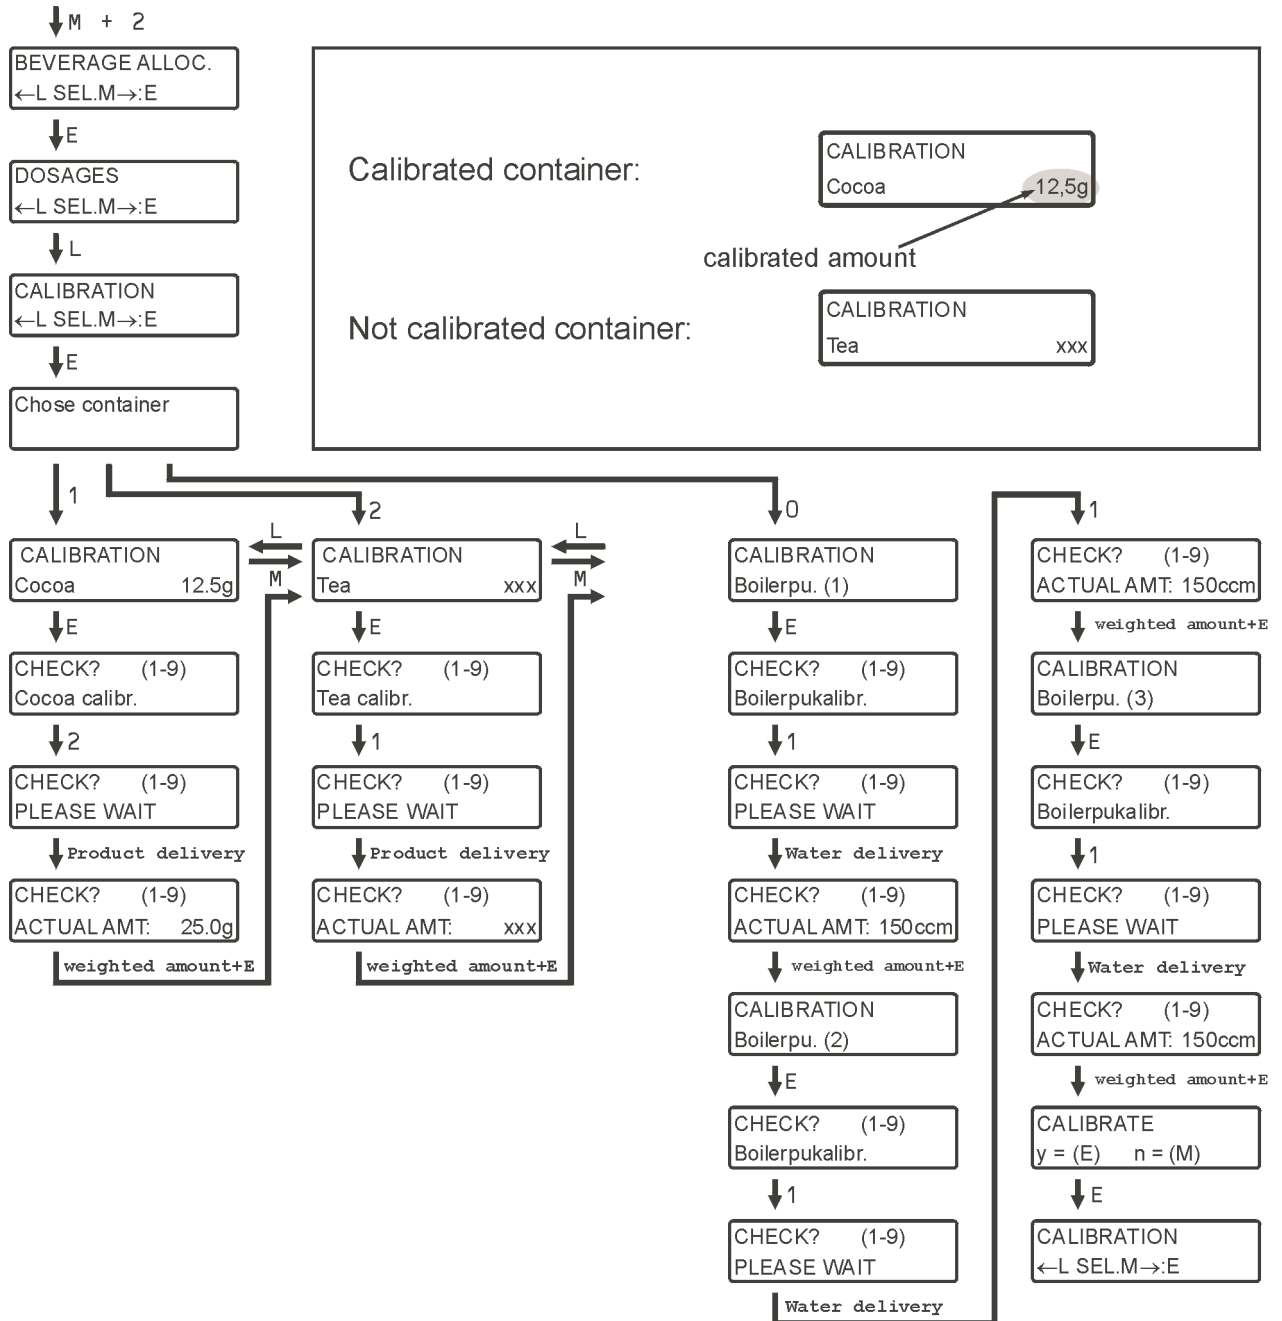 M + 2
BEVERAGE ALLOC.
←L SEL.M→:E
E
DOSAGES
←L SEL.M→:E
L
CALIBRATION
←L SEL.M→:E
E
Chose container
Calibrated container:
CALIBRATION
Cocoa 12,5g
calibrated amount
Not calibrated container:
CALIBRATION
Tea xxx
1
CALIBRATION
Cocoa 12.5g
E
CHECK? (1-9)
Cocoa calibr.
2
CHECK? (1-9)
PLEASE WAIT
Product delivery
CHECK? (1-9)
ACTUAL AMT: 25.0g
weighted amount+E
L
M
2
CALIBRATION
Tea xxx
E
CHECK? (1-9)
Tea calibr.
1
CHECK? (1-9)
PLEASE WAIT
Product delivery
CHECK? (1-9)
ACTUAL AMT: xxx
weighted amount+E
L
M
0
CALIBRATION
Boilerpu. (1)
E
CHECK? (1-9)
Boilerpukalibr.
1
CHECK? (1-9)
PLEASE WAIT
Water delivery
CHECK? (1-9)
ACTUAL AMT: 150ccm
weighted amount+E
CALIBRATION
Boilerpu. (2)
E
CHECK? (1-9)
Boilerpukalibr.
1
CHECK? (1-9)
PLEASE WAIT
Water delivery
1
CHECK? (1-9)
ACTUAL AMT: 150ccm
weighted amount+E
CALIBRATION
Boilerpu. (3)
E
CHECK? (1-9)
Boilerpukalibr.
1
CHECK? (1-9)
PLEASE WAIT
Water delivery
CHECK? (1-9)
ACTUAL AMT: 150ccm
weighted amount+E
CALIBRATE
y = (E) n = (M)
E
CALIBRATION
←L SEL.M→:E